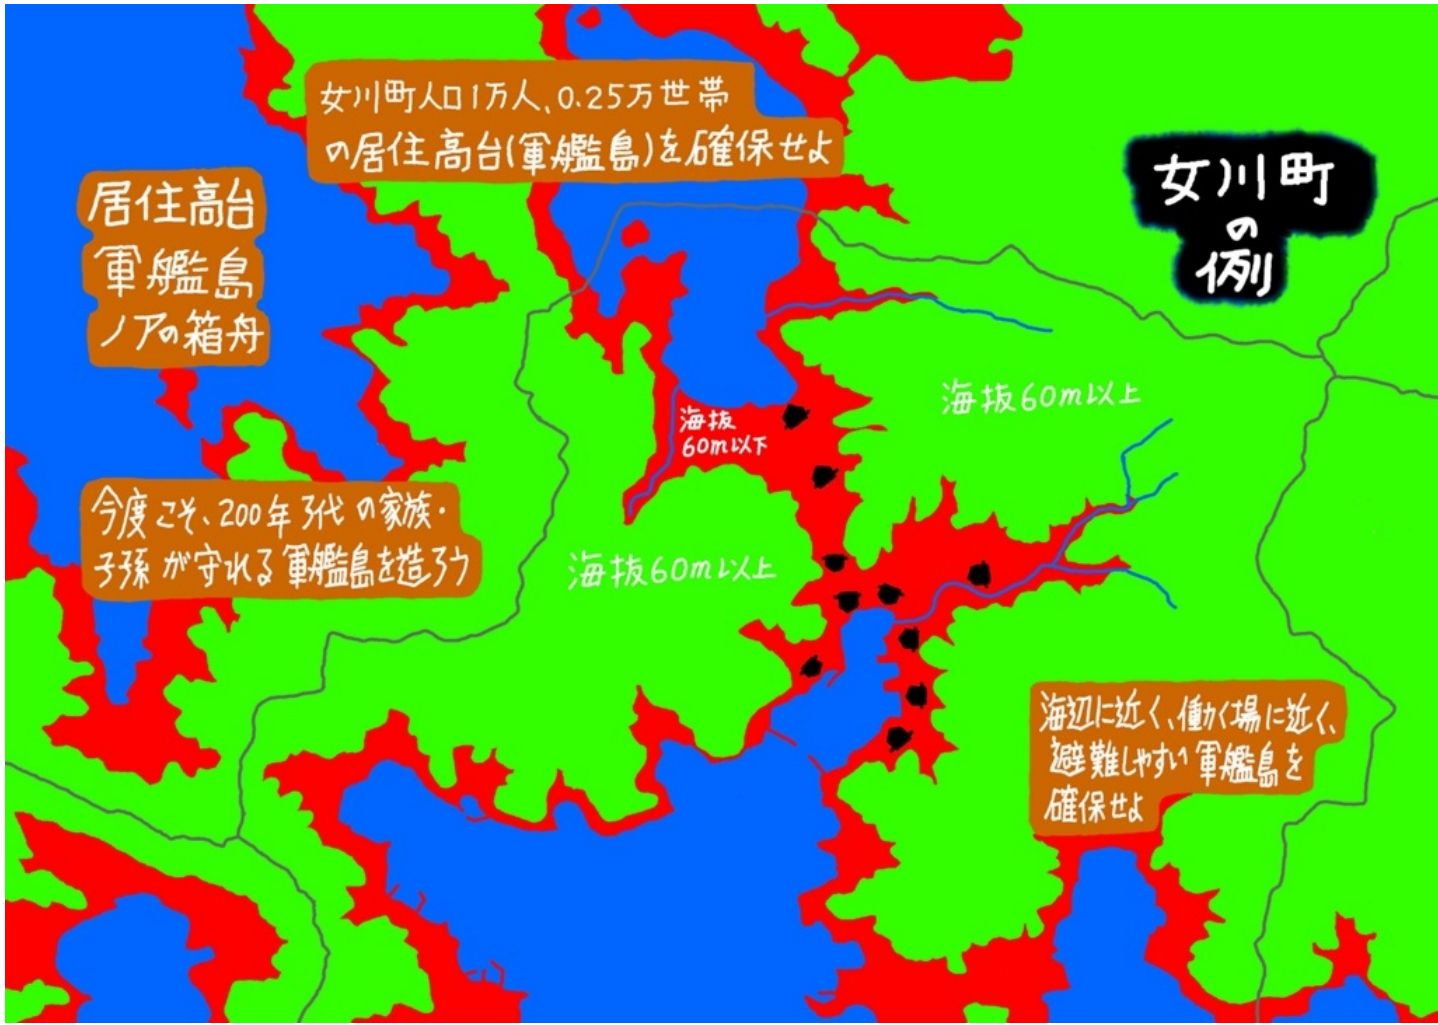 女川町人口1万人、0.25万世帯
の居住高台(軍艦島)を確保せよ
女川町
の
例
居住高台
軍艦島
ノアの箱舟
海抜60m以上
海抜
60m以下
今度こそ、200年3代の家族・
子孫が守れる軍艦島を造ろう
海抜60m以上
海辺に近く、働く場に近く、
避難しやすい軍艦島を
確保せよ